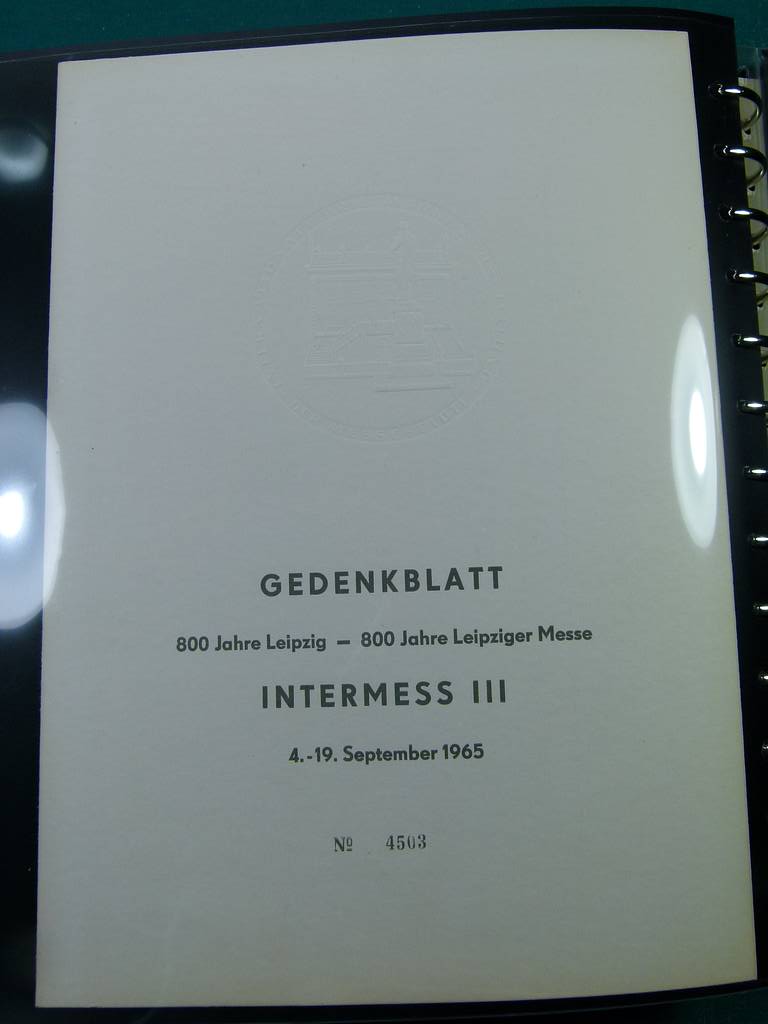 GEDENKBLATT
800 Jahre Leipzig – 800 Jahre Leipziger Messe
INTERMESS III
4.-19. September 1965
Nº 4503